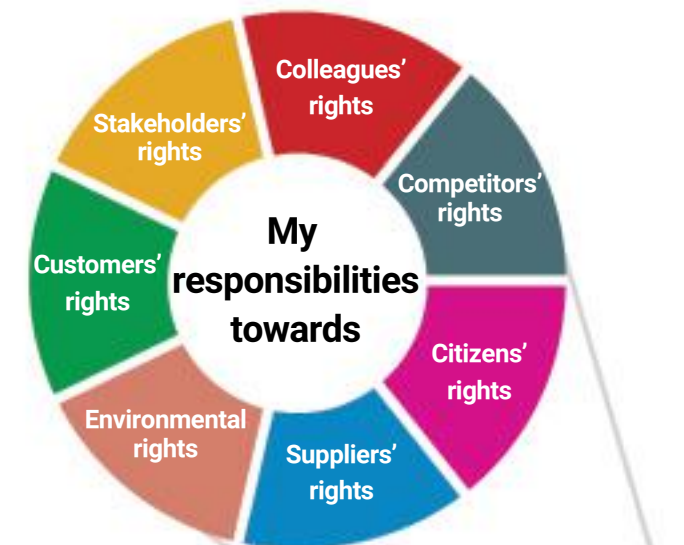 My
responsibilities
towards
Colleagues’
rights
Competitors’
rights
Citizens’
rights
Suppliers’
rights
Environmental
rights
Customers’
rights
Stakeholders’
rights